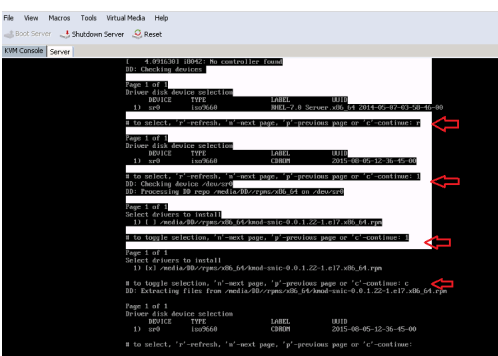 File View Macros Tools Virtual Media Help
Boot Server Shutdown Server Reset
KVM Console Server
[ 4.091630] i8042: No controller found
DD: Checking devices
Page 1 of 1
Driver disk device selection
DEVICE TYPE LABEL UUID
1) sr0 iso9660 RHEL-7.0 Server.x86_64 2014-05-07-03-58-46-00
# to select, 'r'-refresh, 'n'-next page, 'p'-previous page or 'c'-continue: r
Page 1 of 1
Driver disk device selection
DEVICE TYPE LABEL UUID
1) sr0 iso9660 CDROM 2015-08-05-12-36-45-00
# to select, 'r'-refresh, 'n'-next page, 'p'-previous page or 'c'-continue: 1
DD: Checking device /dev/sr0
DD: Processing DD repo /media/DD//rpms/x86_64 on /dev/sr0
Page 1 of 1
Select drivers to install
1) [ ] /media/DD//rpms/x86_64/kmod-snic-0.0.1.22-1.el7.x86_64.rpm
# to toggle selection, 'n'-next page, 'p'-previous page or 'c'-continue: 1
Page 1 of 1
Select drivers to install
1) [x] /media/DD//rpms/x86_64/kmod-snic-0.0.1.22-1.el7.x86_64.rpm
# to toggle selection, 'n'-next page, 'p'-previous page or 'c'-continue: c
DD: Extracting files from /media/DD//rpms/x86_64/kmod-snic-0.0.1.22-1.el7.x86_64.rpm
Page 1 of 1
Driver disk device selection
DEVICE TYPE LABEL UUID
1) sr0 iso9660 CDROM 2015-08-05-12-36-45-00
# to select, 'r'-refresh, 'n'-next page, 'p'-previous page or 'c'-continue: